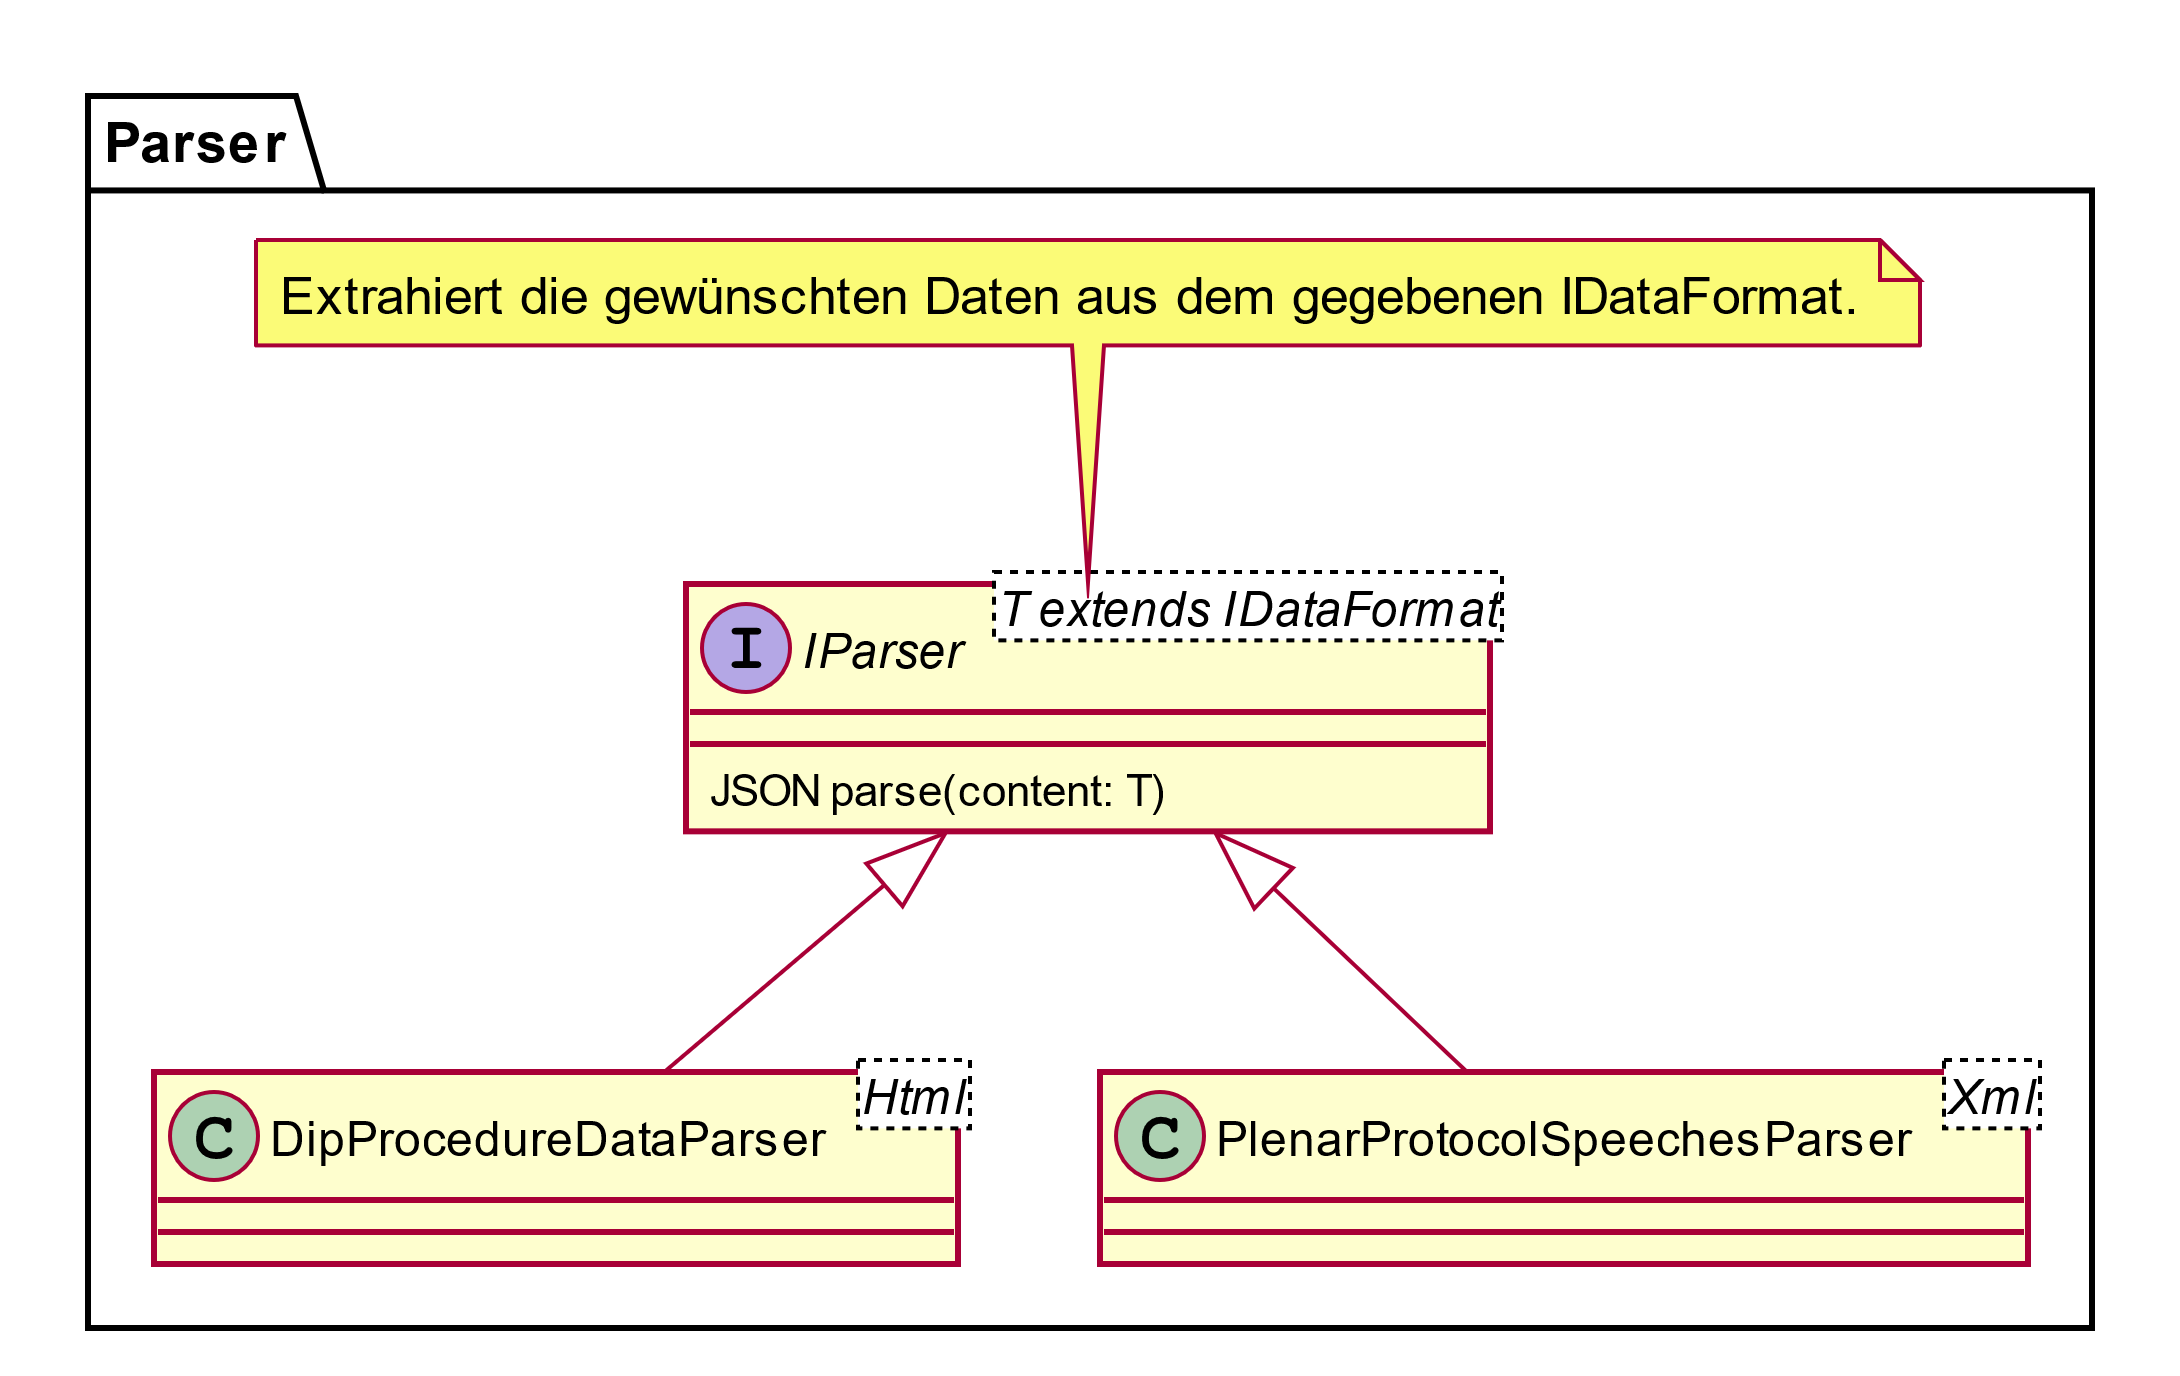 Parser
Extrahiert die gewünschten Daten aus dem gegebenen IDataFormat.
T extends IDataFormat
I IParser
JSON parse(content: T)
Html
C DipProcedureDataParser
Xml
C PlenarProtocolSpeechesParser